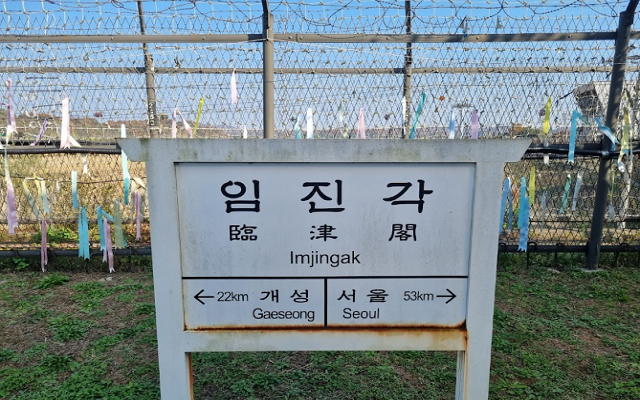 임진각
臨津閣
Imjingak
← 22km 개성 서울 53km →
Gaeseong Seoul